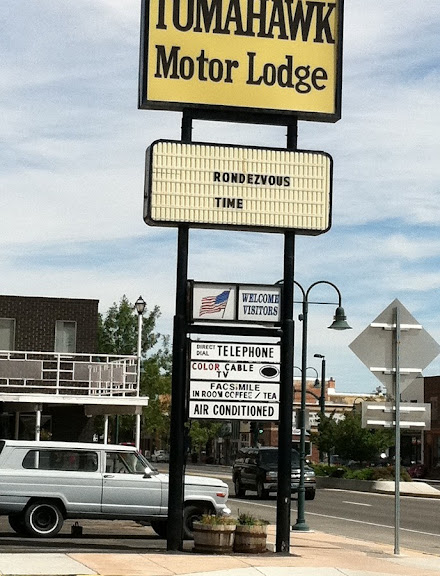 TOMAHAWK
Motor Lodge
RONDEZVOUS
TIME
WELCOME
VISITORS
DIRECT
DIAL TELEPHONE
COLOR CABLE
TV
FACSIMILE
IN ROOM COFFEE / TEA
AIR CONDITIONED